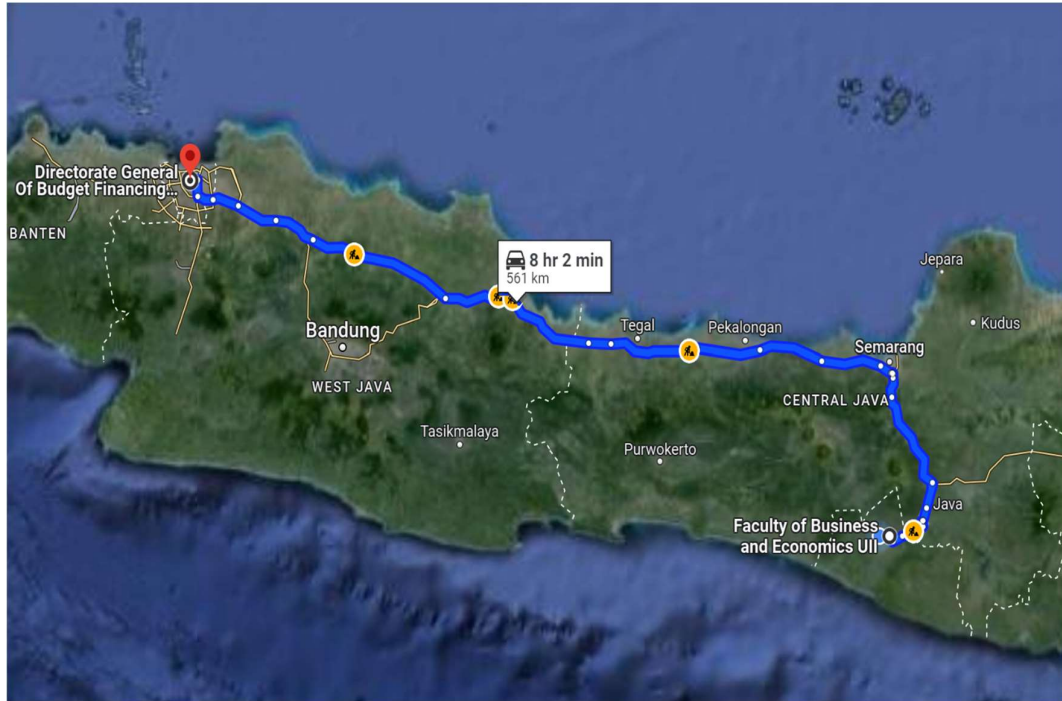 Directorate General
Of Budget Financing...
BANTEN
8 hr 2 min
561 km
Jepara
Kudus
Bandung
Tegal
Pekalongan
Semarang
WEST JAVA
CENTRAL JAVA
Tasikmalaya
Purwokerto
Java
Faculty of Business
and Economics UII